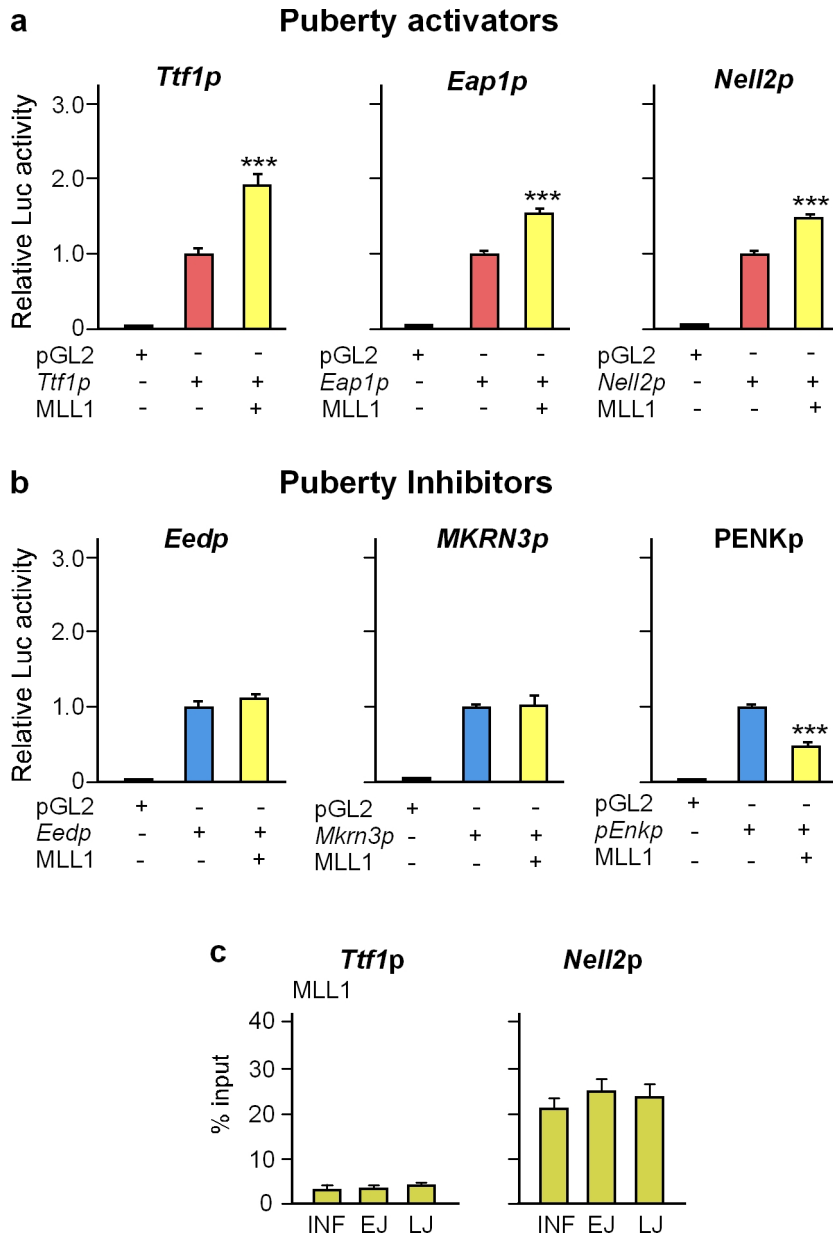 a Puberty activators
Ttf1p Eap1p Nell2p
Relative Luc activity
3.0
2.0
1.0
0
*** *** ***
pGL2 + - - pGL2 + - - pGL2 + - -
Ttf1p - + + Eap1p - + + Nell2p - + +
MLL1 - - + MLL1 - - + MLL1 - - +
b Puberty Inhibitors
Eedp MKRN3p PENKp
Relative Luc activity
3.0
2.0
1.0
0
***
pGL2 + - - pGL2 + - - pGL2 + - -
Eedp - + + Mkrn3p - + + pEnkp - + +
MLL1 - - + MLL1 - - + MLL1 - - +
c Ttf1p Nell2p
MLL1
% input
40
30
20
10
0
INF EJ LJ INF EJ LJ